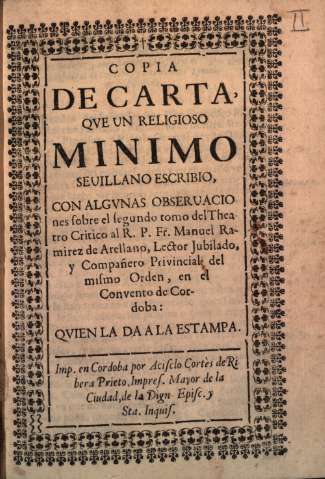 II
COPIA
DE CARTA,
QVE UN RELIGIOSO
MINIMO
SEUILLANO ESCRIBIO,
CON ALGVNAS OBSERUACIO
nes sobre el segundo tomo del Thea
tro Critico al R. P. Fr. Manuel Ra
mirez de Arellano, Lector Jubilado,
y Compañero Privincial del
mismo Orden, en el
Convento de Cor-
doba:
QVIEN LA DA A LA ESTAMPA.
Imp. en Cordoba por Acisclo Cortès de Ri
bera Prieto, Impres. Mayor de la
Ciudad, de la Dign Episc. y
Sta. Inquis.